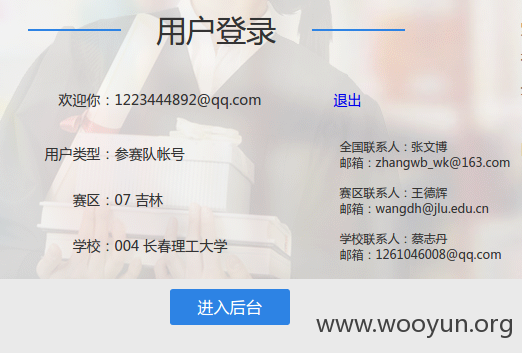 用户登录
欢迎你：1223444892@qq.com
退出
用户类型：参赛队帐号
赛区：07 吉林
学校：004 长春理工大学
全国联系人：张文博
邮箱：zhangwb_wk@163.com
赛区联系人：王德辉
邮箱：wangdh@jlu.edu.cn
学校联系人：蔡志丹
邮箱：1261046008@qq.com
进入后台
www.wooyun.org